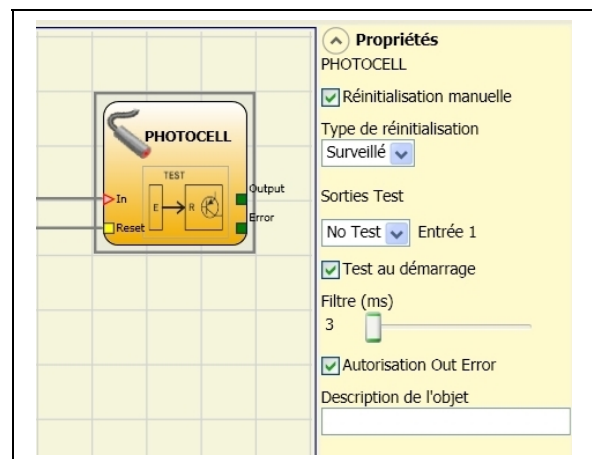 PHOTOCELL
TEST
In
E
R
Output
Reset
Error
Propriétés
PHOTOCELL
Réinitialisation manuelle
Type de réinitialisation
Surveillé
Sorties Test
No Test Entrée 1
Test au démarrage
Filtre (ms)
3
Autorisation Out Error
Description de l'objet